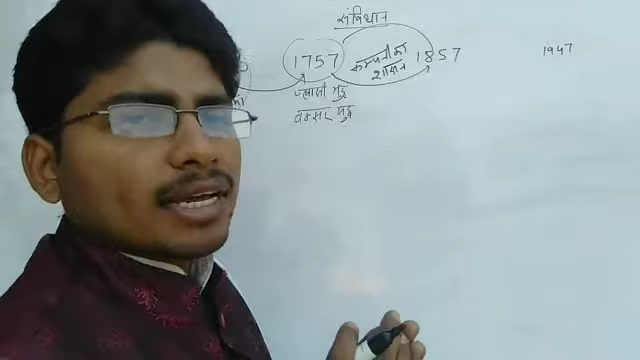 संविधान
1757 कम्पनी का शासन 1857 1947
प्लासी युद्ध
बक्सर युद्ध